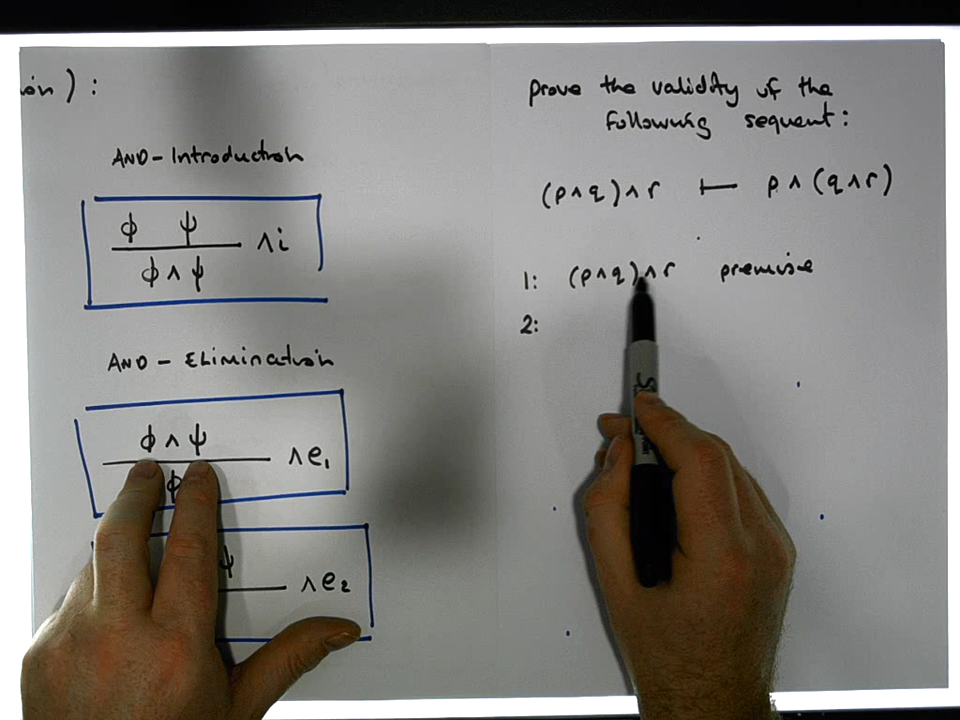 ion) :
AND - Introduction
ϕ ψ
ϕ ∧ ψ
∧i
AND - Elimination
ϕ ∧ ψ
ϕ
∧e₁
ψ
∧e₂
prove the validity of the
following sequent :
(p∧q)∧r ⊢ p∧(q∧r)
1: (p∧q)∧r premise
2: